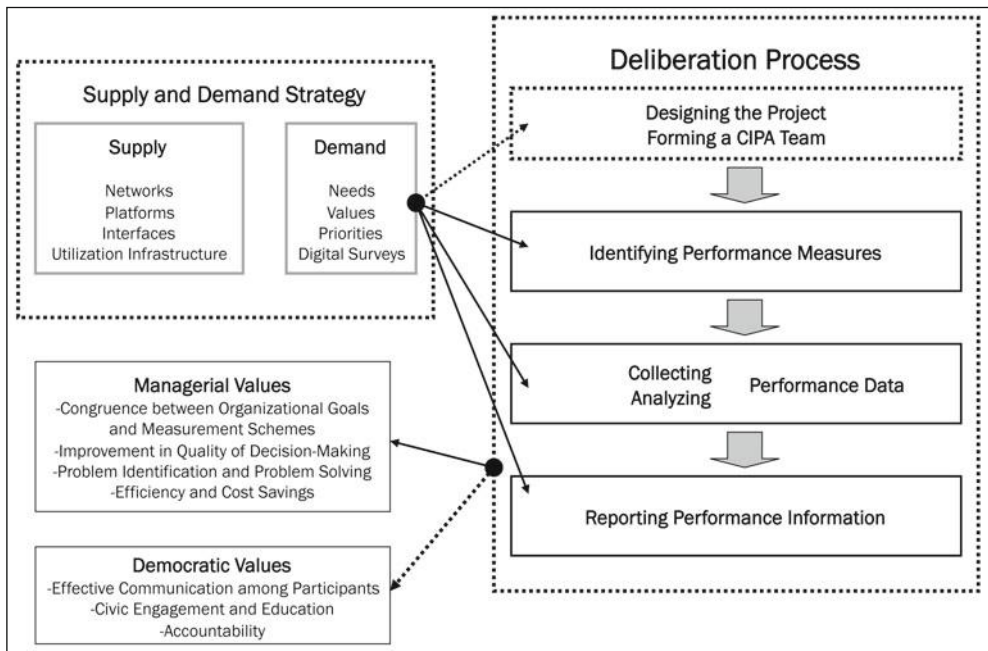 Supply and Demand Strategy
Supply
Networks
Platforms
Interfaces
Utilization Infrastructure
Demand
Needs
Values
Priorities
Digital Surveys
Managerial Values
-Congruence between Organizational Goals
and Measurement Schemes
-Improvement in Quality of Decision-Making
-Problem Identification and Problem Solving
-Efficiency and Cost Savings
Democratic Values
-Effective Communication among Participants
-Civic Engagement and Education
-Accountability
Deliberation Process
Designing the Project
Forming a CIPA Team
Identifying Performance Measures
Collecting
Analyzing
Performance Data
Reporting Performance Information